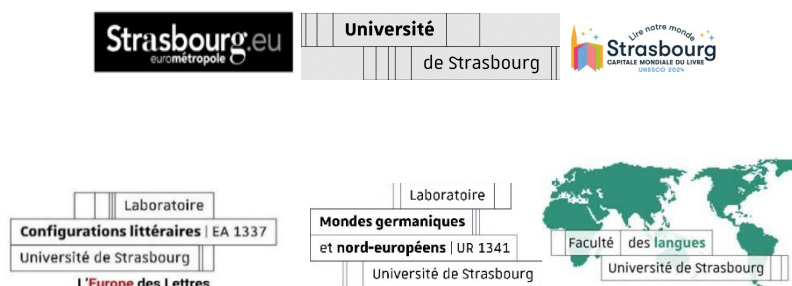 Strasbourg.eu
eurométropole
Université
de Strasbourg
Lire notre monde
Strasbourg
CAPITALE MONDIALE DU LIVRE
UNESCO 2024
Laboratoire
Configurations littéraires | EA 1337
Université de Strasbourg
L'Europe des Lettres
Laboratoire
Mondes germaniques
et nord-européens | UR 1341
Université de Strasbourg
Faculté des langues
Université de Strasbourg